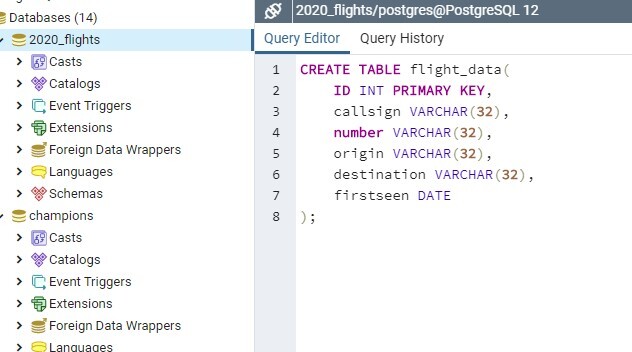 Databases (14)
2020_flights
Casts
Catalogs
Event Triggers
Extensions
Foreign Data Wrappers
Languages
Schemas
champions
Casts
Catalogs
Event Triggers
Extensions
Foreign Data Wrappers
Languages
2020_flights/postgres@PostgreSQL 12
Query Editor Query History
1 CREATE TABLE flight_data(
2 ID INT PRIMARY KEY,
3 callsign VARCHAR(32),
4 number VARCHAR(32),
5 origin VARCHAR(32),
6 destination VARCHAR(32),
7 firstseen DATE
8 );